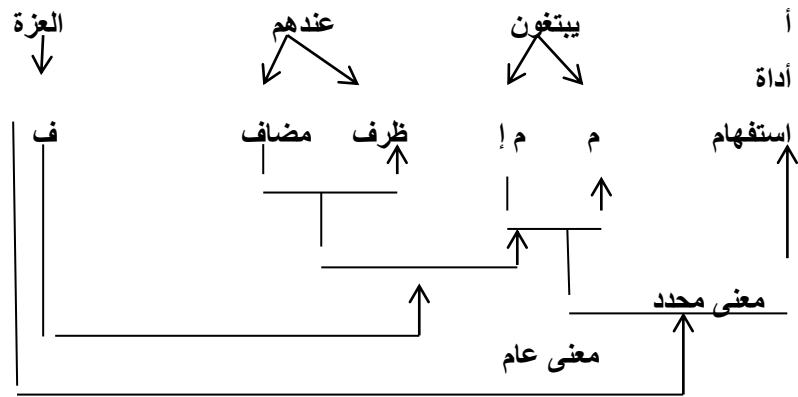 أ يبتغون عندهم العزة
أداة
استفهام م م إ ظرف مضاف ف
معنى محدد
معنى عام